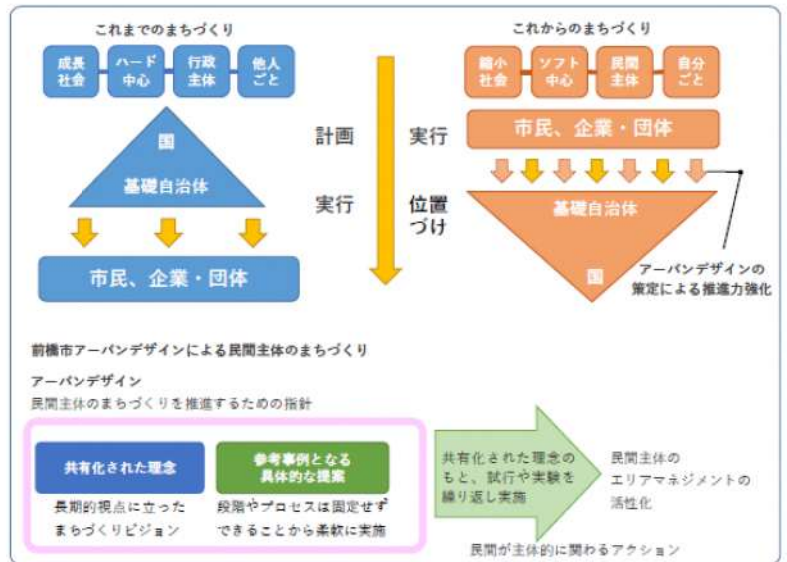 これまでのまちづくり
成長
社会
ハード
中心
行政
主体
他人
ごと
国
基礎自治体
市民、企業・団体
計画
実行
実行
位置
づけ
これからのまちづくり
縮小
社会
ソフト
中心
民間
主体
自分
ごと
市民、企業・団体
基礎自治体
国
アーバンデザインの
策定による推進力強化
前橋市アーバンデザインによる民間主体のまちづくり
アーバンデザイン
民間主体のまちづくりを推進するための指針
共有化された理念
長期的視点に立った
まちづくりビジョン
参考事例となる
具体的な提案
段階やプロセスは固定せず
できることから柔軟に実施
共有化された理念の
もと、試行や実験を
繰り返し実施
民間主体の
エリアマネジメントの
活性化
民間が主体的に関わるアクション